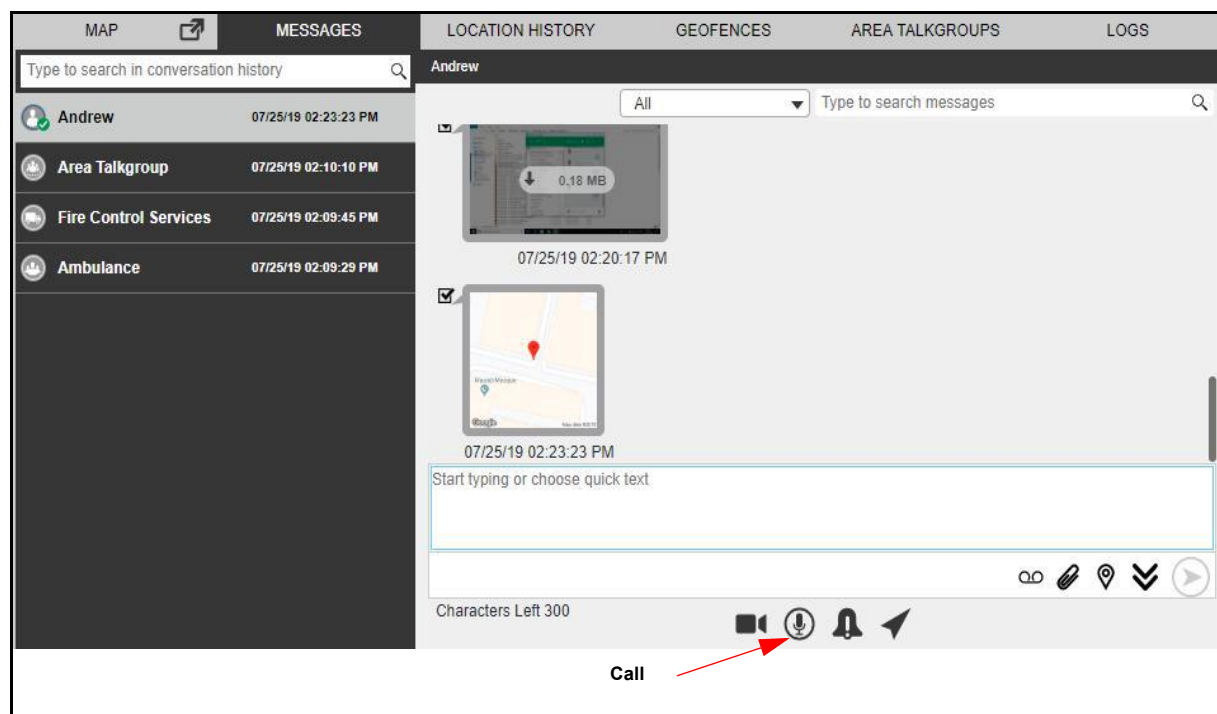 MAP MESSAGES LOCATION HISTORY GEOFENCES AREA TALKGROUPS LOGS
Type to search in conversation history
Andrew
All Type to search messages
Andrew 07/25/19 02:23:23 PM
Area Talkgroup 07/25/19 02:10:10 PM
Fire Control Services 07/25/19 02:09:45 PM
Ambulance 07/25/19 02:09:29 PM
0.18 MB
07/25/19 02:20:17 PM
Google
07/25/19 02:23:23 PM
Start typing or choose quick text
Characters Left 300
Call